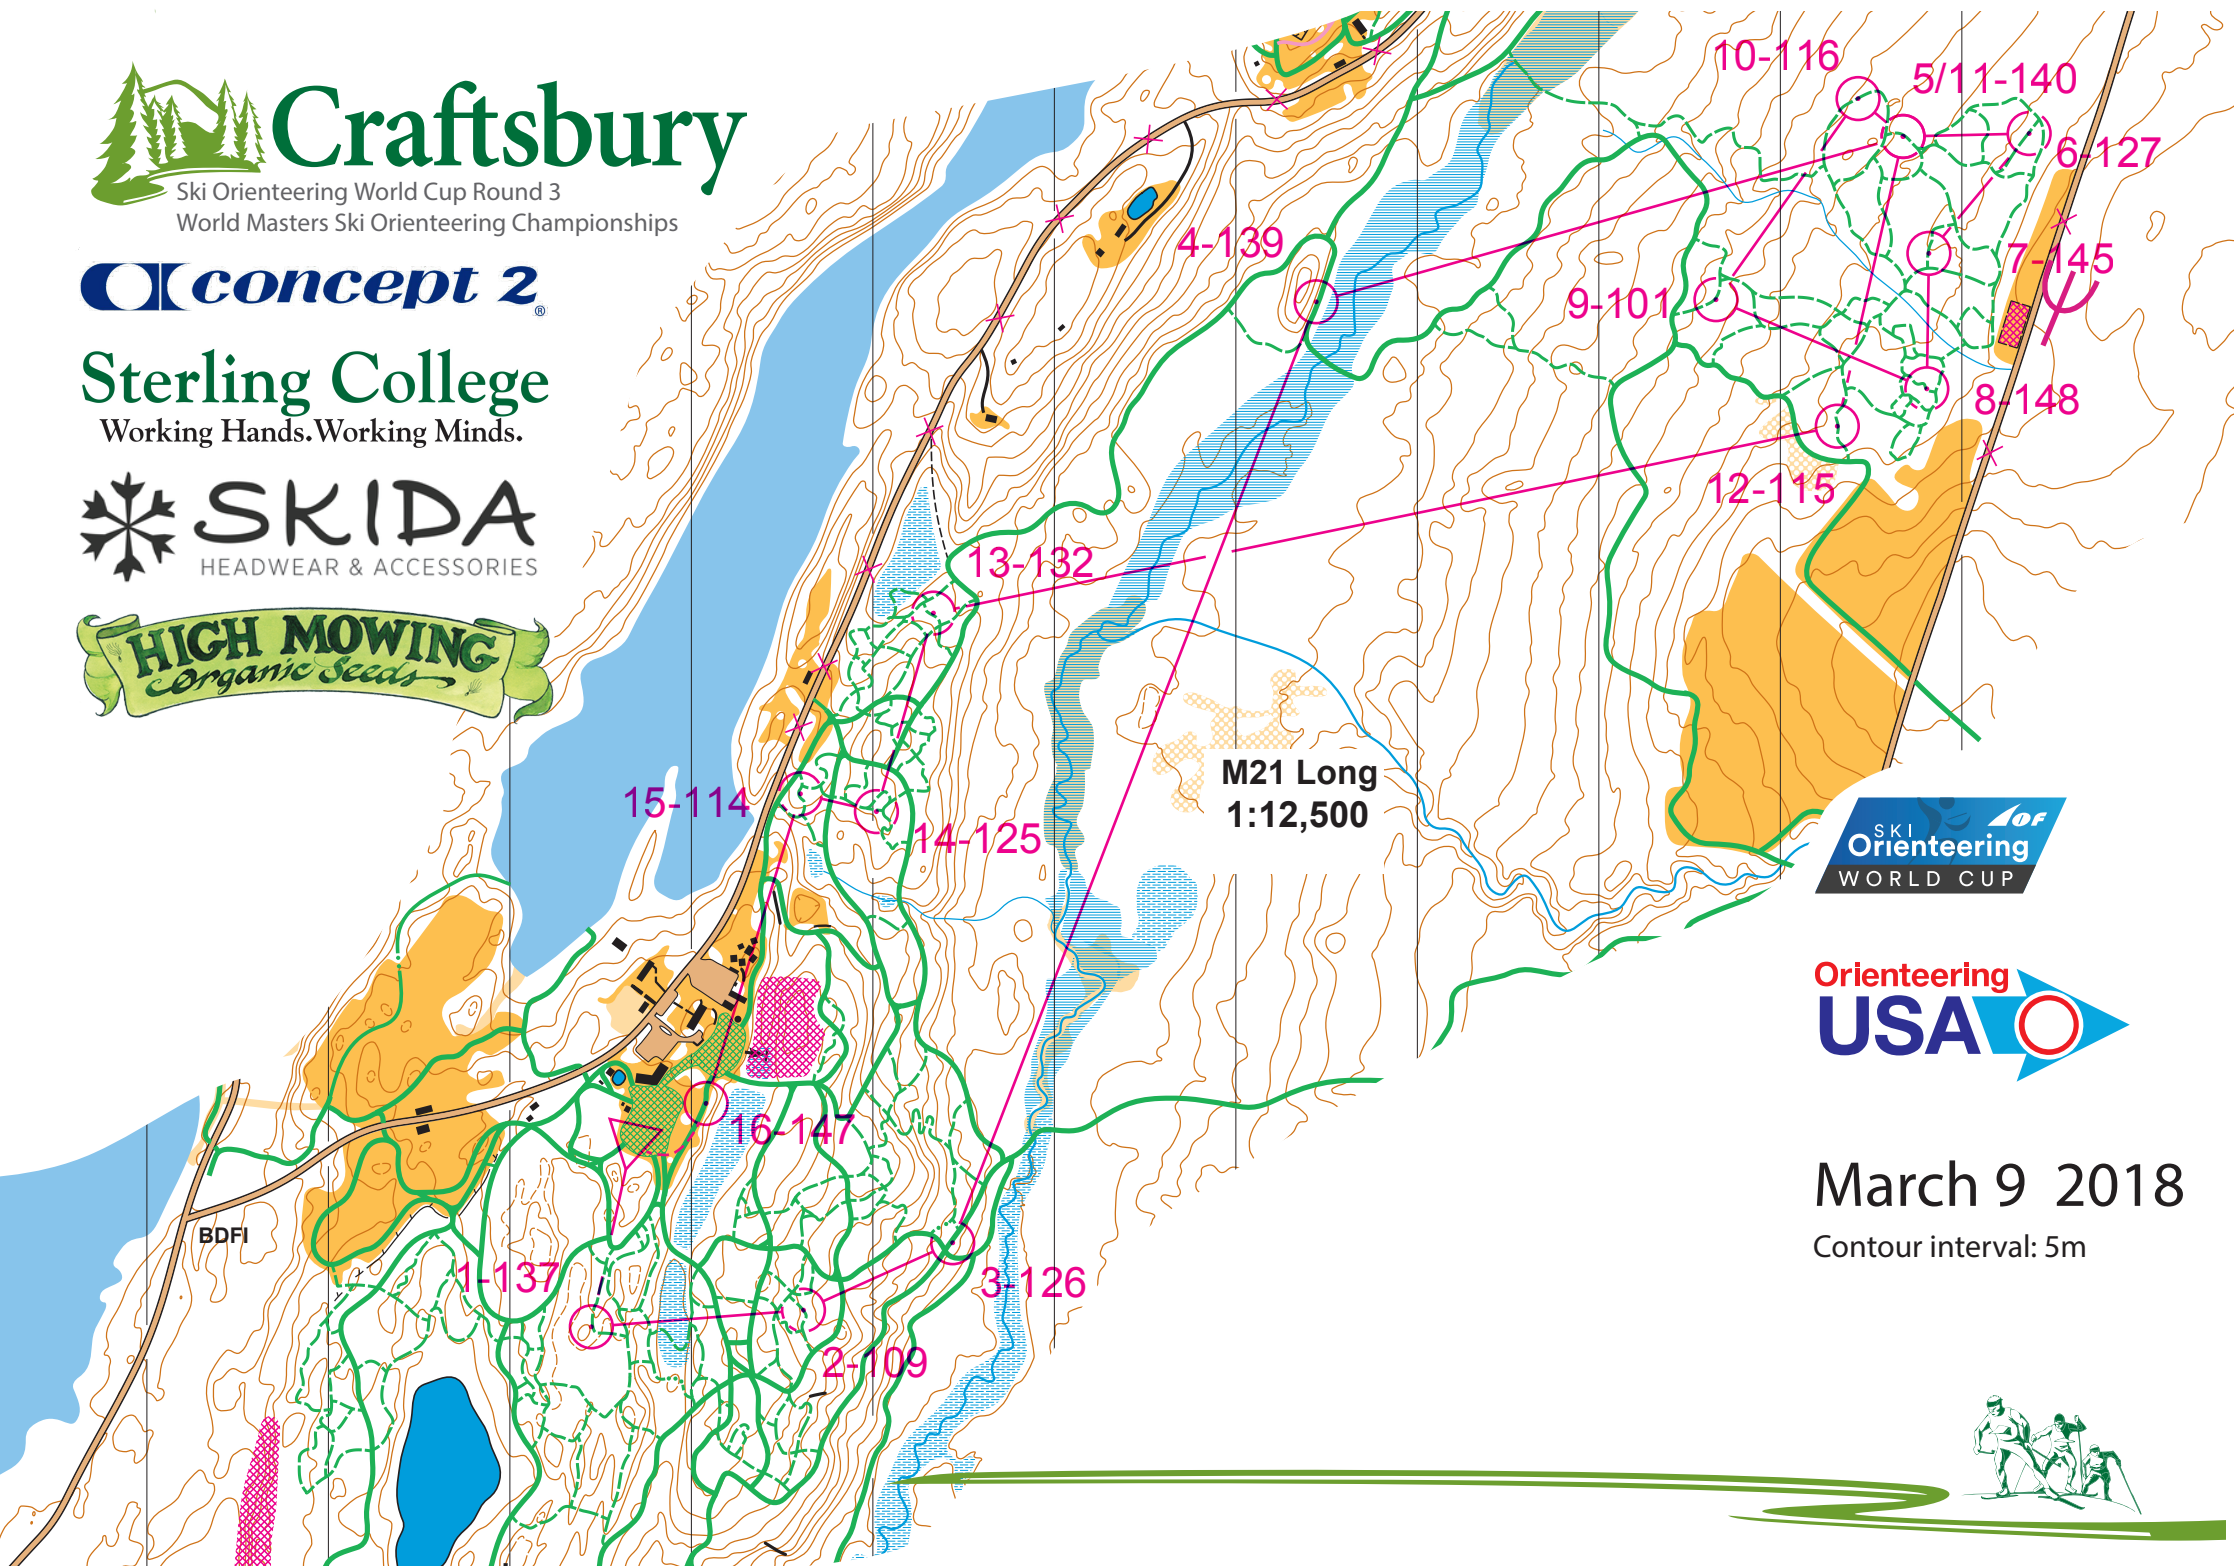 Craftsbury
Ski Orienteering World Cup Round 3
World Masters Ski Orienteering Championships
concept 2
®
Sterling College
Working Hands. Working Minds.
SKIDA
HEADWEAR & ACCESSORIES
HIGH MOWING
organic Seeds
10-116
5/11-140
6-127
4-139
7-145
9-101
8-148
12-115
13-132
M21 Long
1:12,500
15-114
14-125
SKI
Orienteering
IOF
WORLD CUP
Orienteering
USA
16-147
March 9 2018
BDFI
Contour interval: 5m
1-137
3-126
2-109